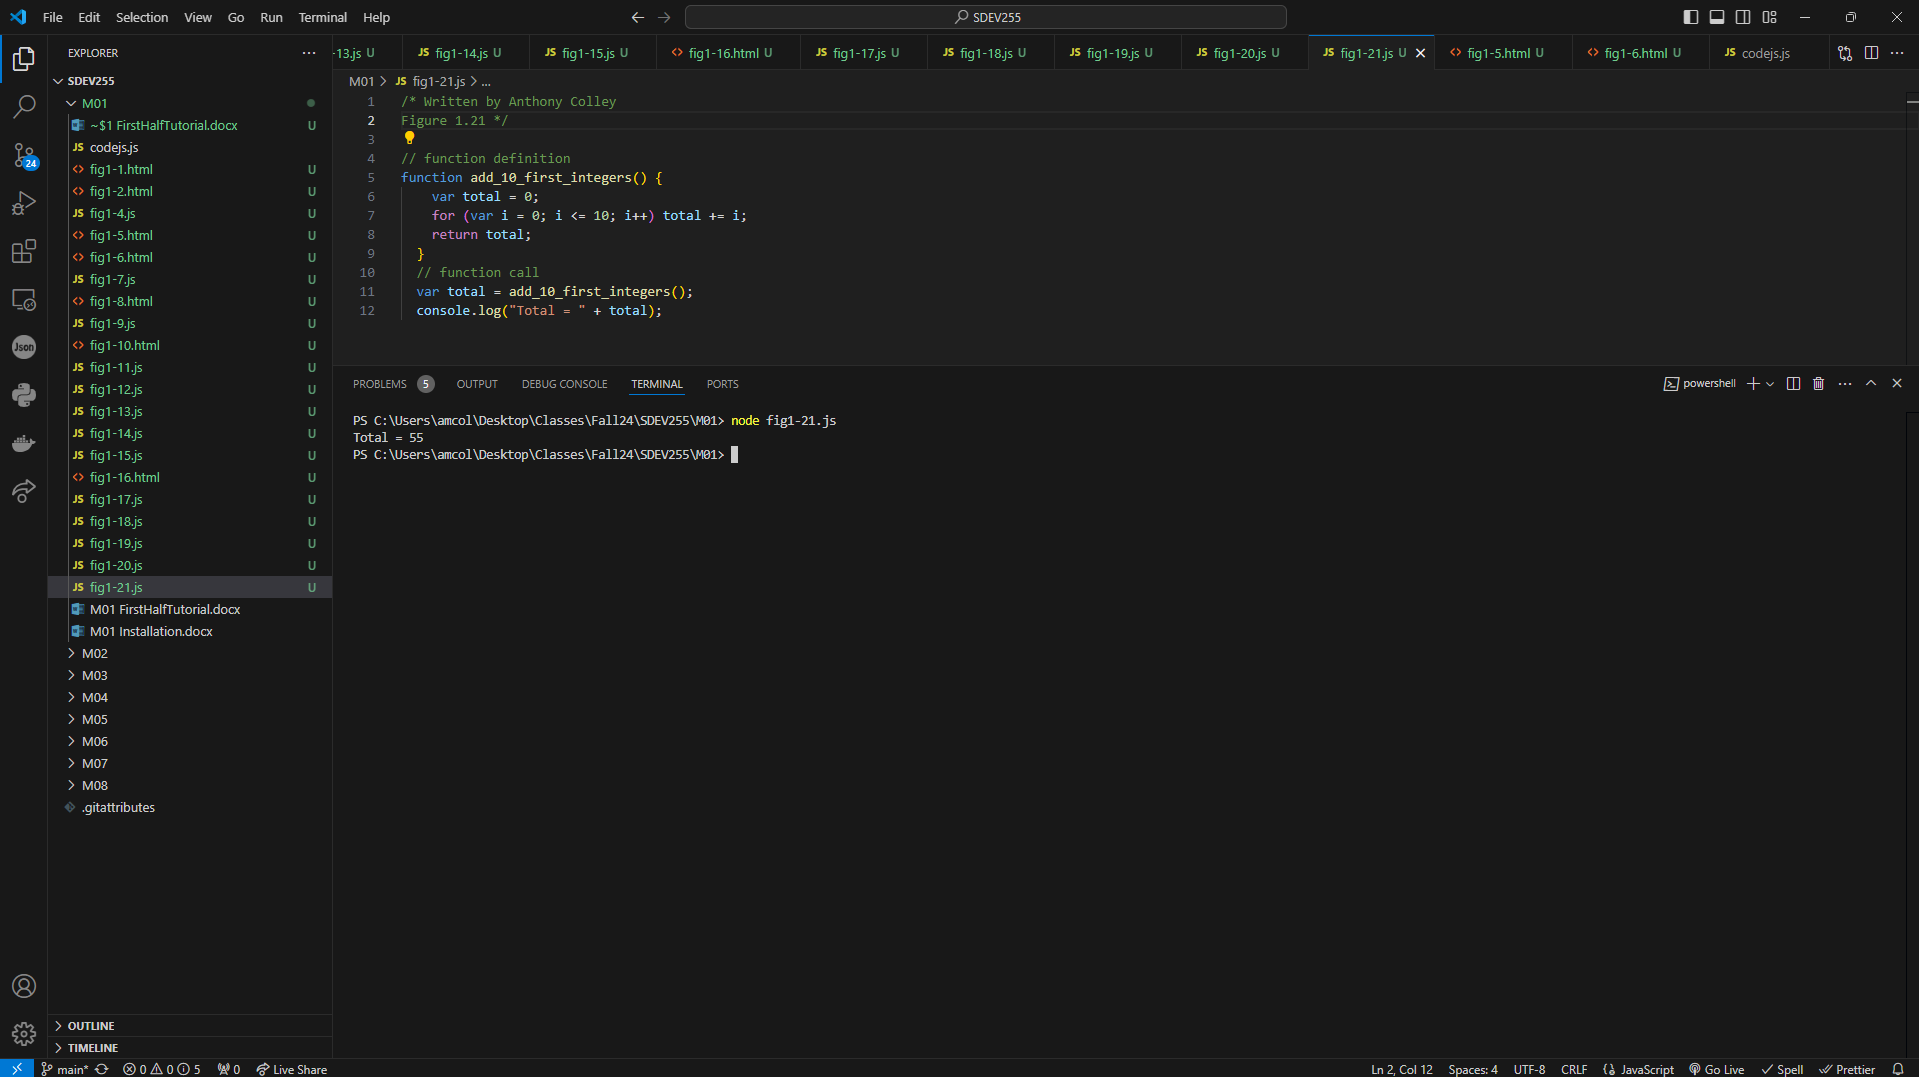 File Edit Selection View Go Run Terminal Help SDEV255
EXPLORER
-13.js U fig1-14.js U fig1-15.js U fig1-16.html U fig1-17.js U fig1-18.js U fig1-19.js U fig1-20.js U fig1-21.js U fig1-5.html U fig1-6.html U codejs.js
SDEV255
M01
~$1 FirstHalfTutorial.docx U
codejs.js
fig1-1.html U
fig1-2.html U
fig1-4.js U
fig1-5.html U
fig1-6.html U
fig1-7.js U
fig1-8.html U
fig1-9.js U
fig1-10.html U
fig1-11.js U
fig1-12.js U
fig1-13.js U
fig1-14.js U
fig1-15.js U
fig1-16.html U
fig1-17.js U
fig1-18.js U
fig1-19.js U
fig1-20.js U
fig1-21.js U
M01 FirstHalfTutorial.docx
M01 Installation.docx
M02
M03
M04
M05
M06
M07
M08
.gitattributes
OUTLINE
TIMELINE
24
Json
M01 > JS fig1-21.js > ...
1 /* Written by Anthony Colley
2 Figure 1.21 */
3
4 // function definition
5 function add_10_first_integers() {
6 var total = 0;
7 for (var i = 0; i <= 10; i++) total += i;
8 return total;
9 }
10 // function call
11 var total = add_10_first_integers();
12 console.log("Total = " + total);
PROBLEMS 5 OUTPUT DEBUG CONSOLE TERMINAL PORTS powershell
PS C:\Users\amcol\Desktop\Classes\Fall24\SDEV255\M01> node fig1-21.js
Total = 55
PS C:\Users\amcol\Desktop\Classes\Fall24\SDEV255\M01>
main* 0 0 5 0 Live Share Ln 2, Col 12 Spaces: 4 UTF-8 CRLF {} JavaScript Go Live Spell Prettier